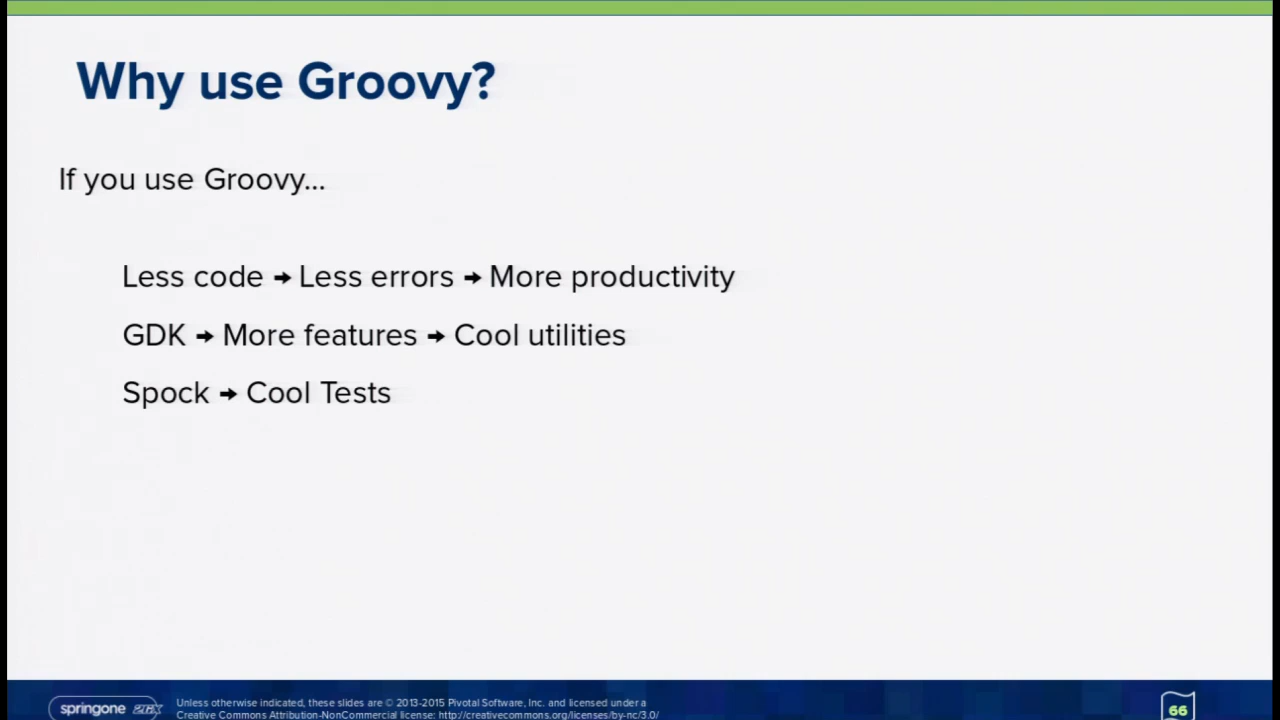 Why use Groovy?
If you use Groovy...
Less code → Less errors → More productivity
GDK → More features → Cool utilities
Spock → Cool Tests
springone 2GX
Unless otherwise indicated, these slides are © 2013-2015 Pivotal Software, Inc. and licensed under a
Creative Commons Attribution-NonCommercial license: http://creativecommons.org/licenses/by-nc/3.0/
66